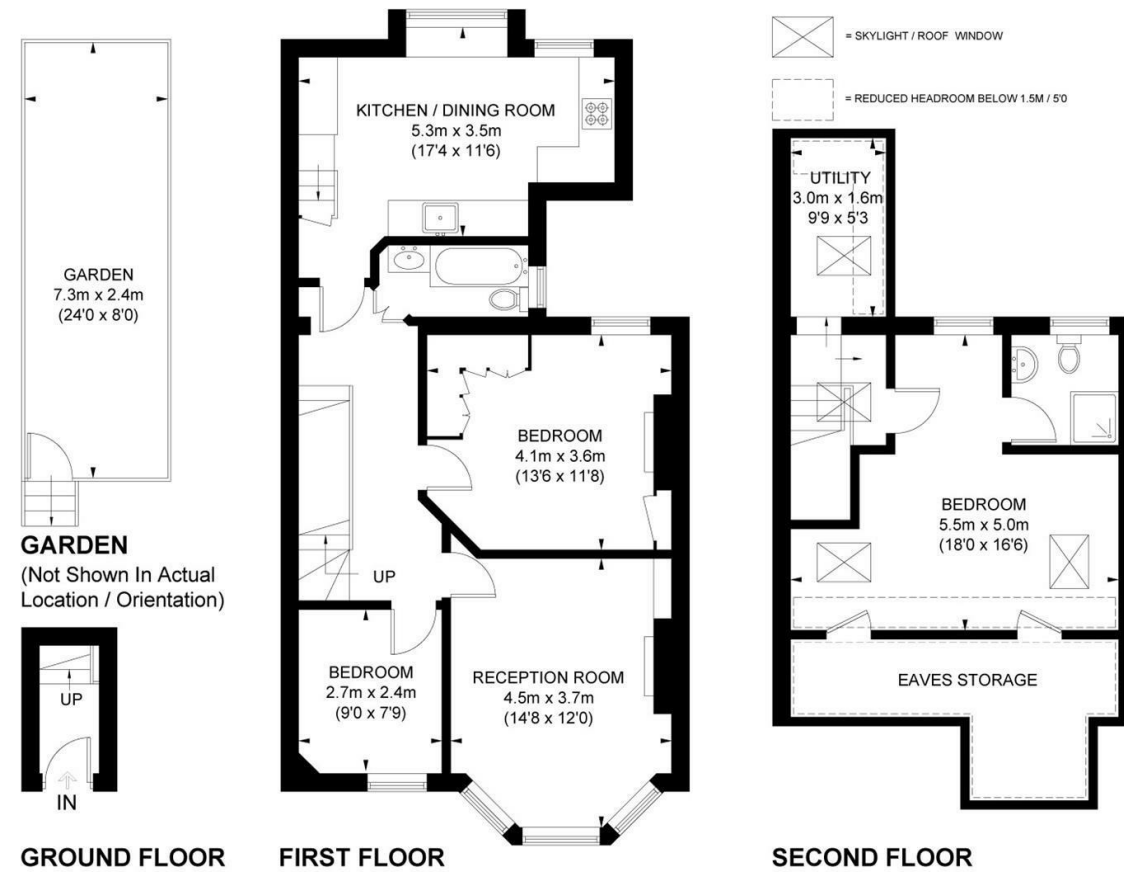 = SKYLIGHT / ROOF WINDOW
= REDUCED HEADROOM BELOW 1.5M / 5'0
GARDEN
7.3m x 2.4m
(24'0 x 8'0)
GARDEN
(Not Shown In Actual
Location / Orientation)
UP
IN
GROUND FLOOR
KITCHEN / DINING ROOM
5.3m x 3.5m
(17'4 x 11'6)
BEDROOM
4.1m x 3.6m
(13'6 x 11'8)
UP
BEDROOM
2.7m x 2.4m
(9'0 x 7'9)
RECEPTION ROOM
4.5m x 3.7m
(14'8 x 12'0)
FIRST FLOOR
UTILITY
3.0m x 1.6m
9'9 x 5'3
BEDROOM
5.5m x 5.0m
(18'0 x 16'6)
EAVES STORAGE
SECOND FLOOR